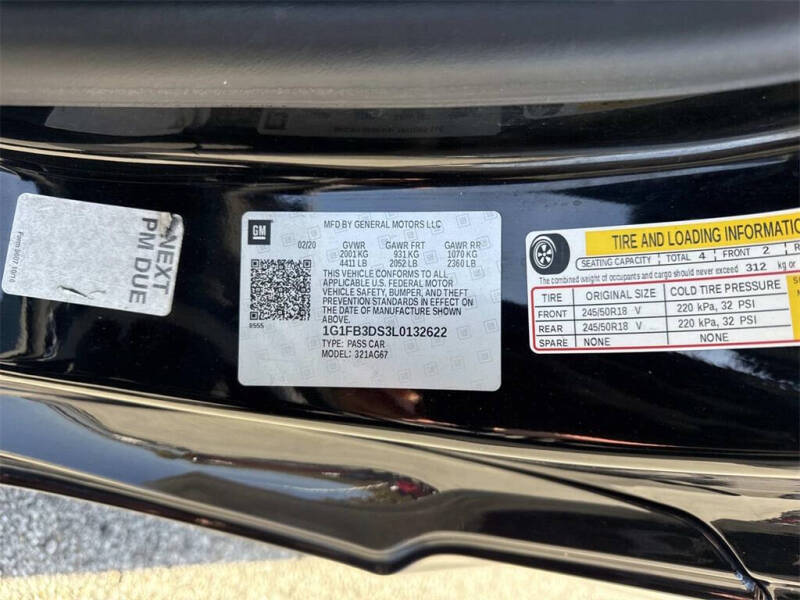 NEXT
PM DUE
GM
MFD BY GENERAL MOTORS LLC
02/20 GVWR GAWR FRT GAWR RR
2001 KG 931 KG 1070 KG
4411 LB 2052 LB 2360 LB
THIS VEHICLE CONFORMS TO ALL
APPLICABLE U.S. FEDERAL MOTOR
VEHICLE SAFETY, BUMPER, AND THEFT
PREVENTION STANDARDS IN EFFECT ON
THE DATE OF MANUFACTURE SHOWN
ABOVE.
8555
1G1FB3DS3L0132622
TYPE: PASS CAR
MODEL: 321AG67
TIRE AND LOADING INFORMATIO
SEATING CAPACITY TOTAL 4 FRONT 2
The combined weight of occupants and cargo should never exceed 312 kg or
TIRE ORIGINAL SIZE COLD TIRE PRESSURE
FRONT 245/50R18 V 220 kPa, 32 PSI
REAR 245/50R18 V 220 kPa, 32 PSI
SPARE NONE NONE